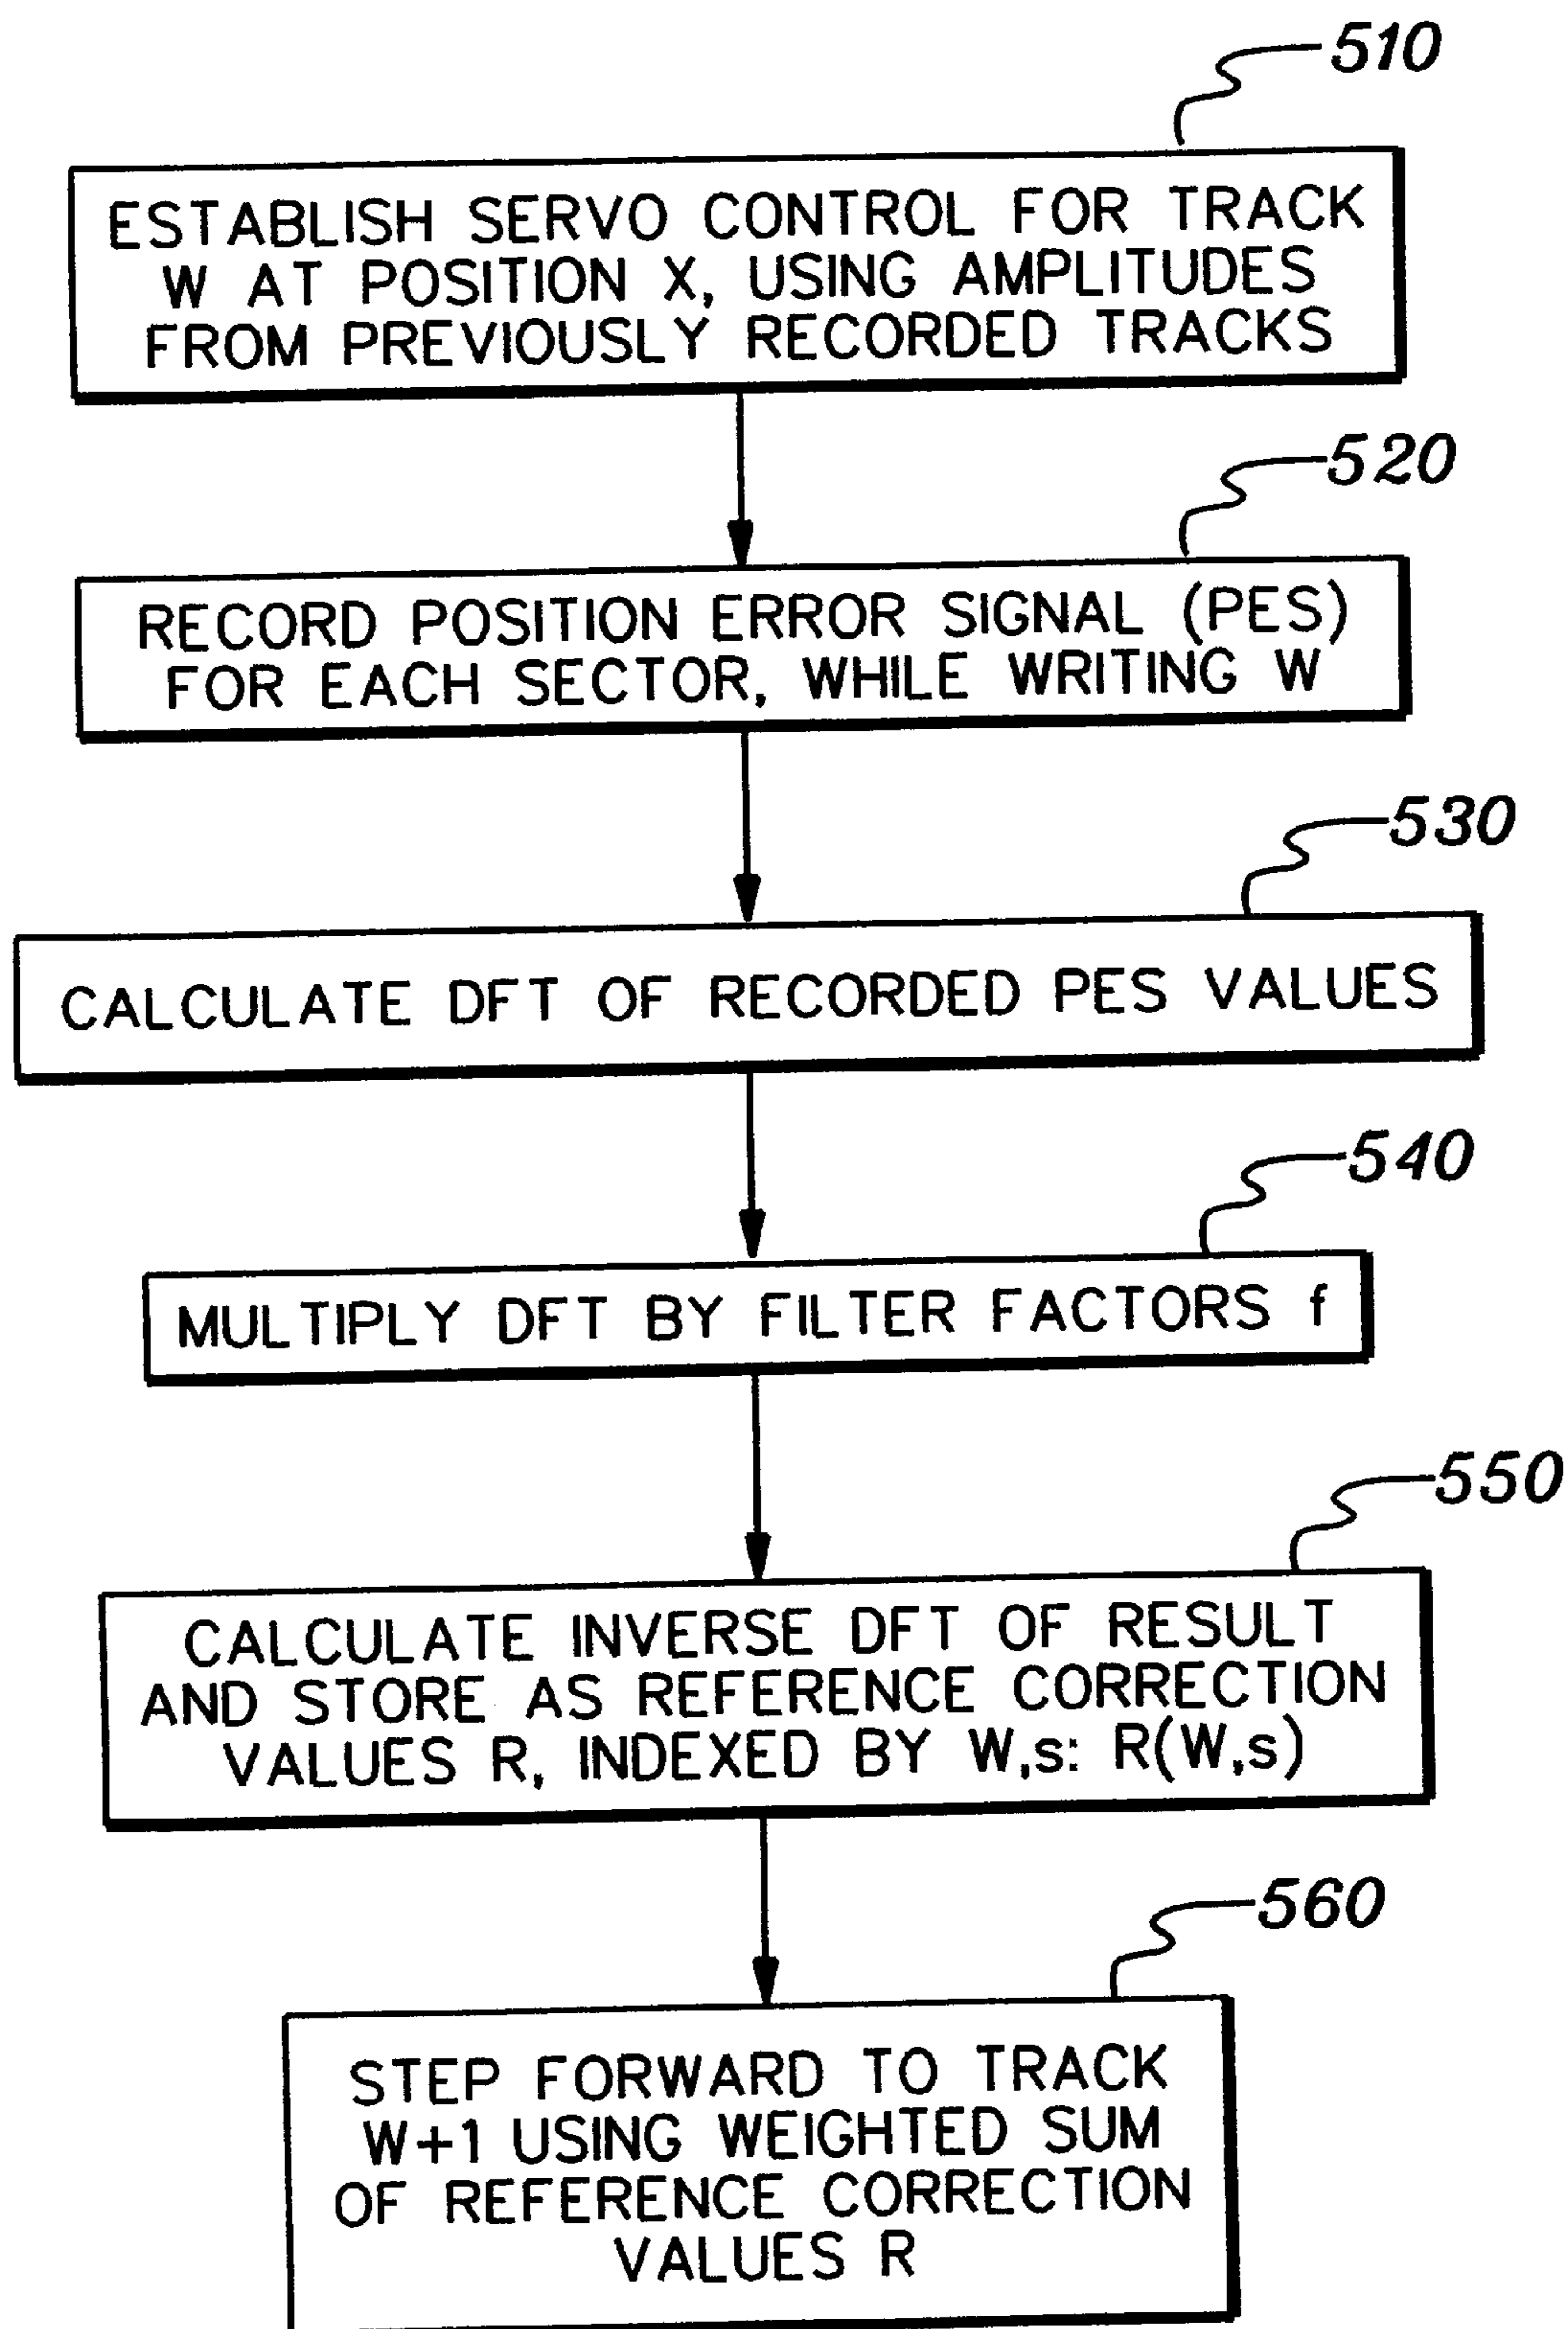 510
ESTABLISH SERVO CONTROL FOR TRACK
W AT POSITION X, USING AMPLITUDES
FROM PREVIOUSLY RECORDED TRACKS
520
RECORD POSITION ERROR SIGNAL (PES)
FOR EACH SECTOR, WHILE WRITING W
530
CALCULATE DFT OF RECORDED PES VALUES
540
MULTIPLY DFT BY FILTER FACTORS f
550
CALCULATE INVERSE DFT OF RESULT
AND STORE AS REFERENCE CORRECTION
VALUES R, INDEXED BY W,s: R(W,s)
560
STEP FORWARD TO TRACK
W+1 USING WEIGHTED SUM
OF REFERENCE CORRECTION
VALUES R